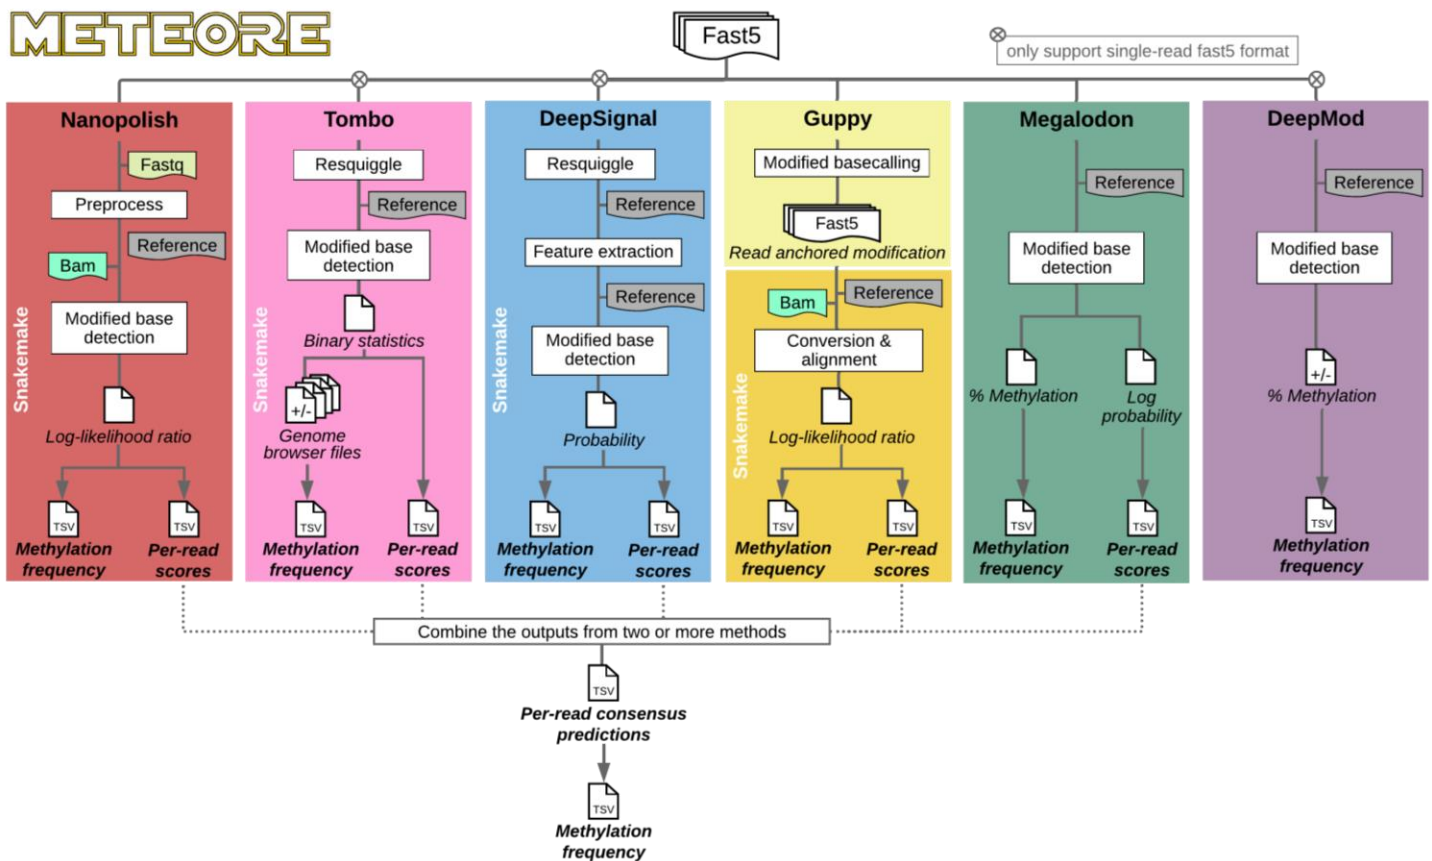 METEORE
Fast5
only support single-read fast5 format
Nanopolish
Fastq
Preprocess
Reference
Bam
Modified base
detection
Snakemake
Log-likelihood ratio
TSV
TSV
Methylation
frequency
Per-read
scores
Tombo
Resquiggle
Reference
Modified base
detection
Binary statistics
Snakemake
+/-
Genome
browser files
TSV
TSV
Methylation
frequency
Per-read
scores
DeepSignal
Resquiggle
Reference
Feature extraction
Reference
Modified base
detection
Snakemake
Probability
TSV
TSV
Methylation
frequency
Per-read
scores
Guppy
Modified basecalling
Fast5
Read anchored modification
Bam
Reference
Conversion &
alignment
Snakemake
Log-likelihood ratio
TSV
TSV
Methylation
frequency
Per-read
scores
Megalodon
Reference
Modified base
detection
% Methylation
Log
probability
TSV
TSV
Methylation
frequency
Per-read
scores
DeepMod
Reference
Modified base
detection
+/-
% Methylation
TSV
Methylation
frequency
Combine the outputs from two or more methods
TSV
Per-read consensus
predictions
TSV
Methylation
frequency